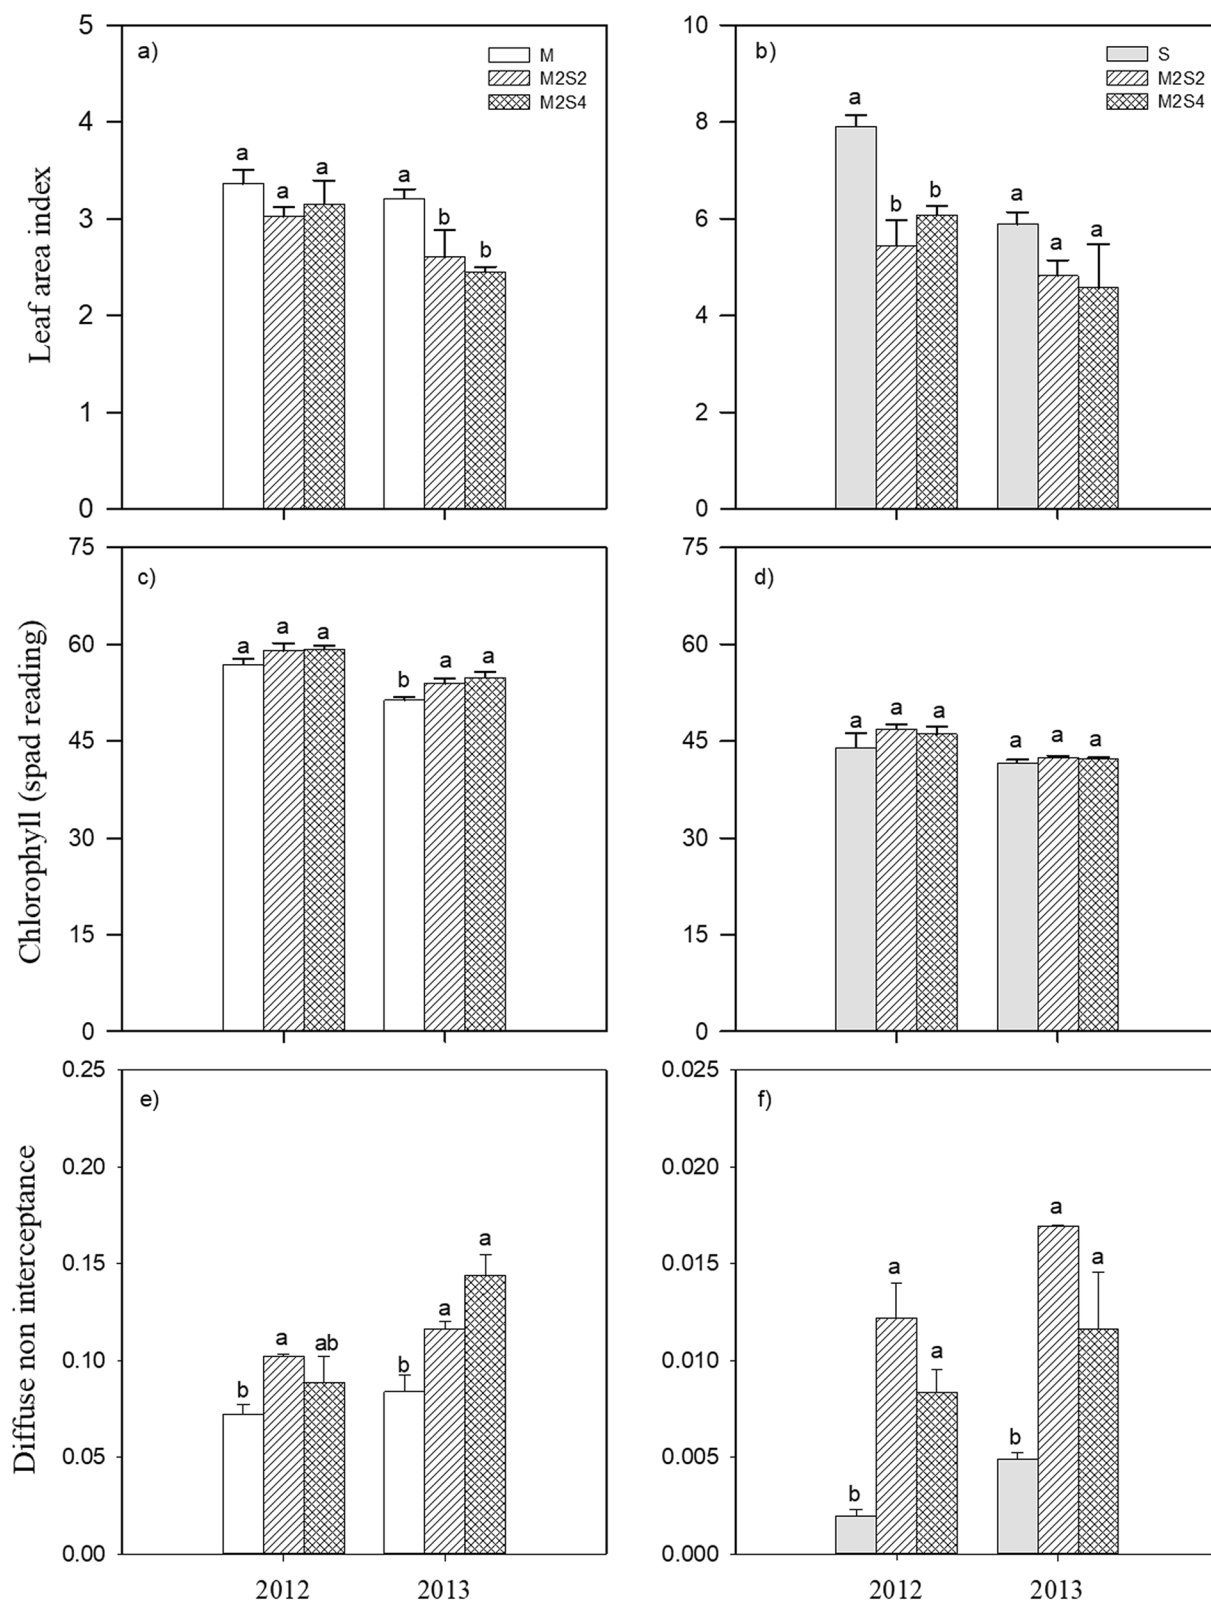 Leaf area index
5
4
3
2
1
0
a)
M
M2S2
M2S4
a
a
a
a
b
b
10
8
6
4
2
0
b)
S
M2S2
M2S4
a
b
b
a
a
a
Chlorophyll (spad reading)
75
60
45
30
15
0
c)
a
a
a
b
a
a
75
60
45
30
15
0
d)
a
a
a
a
a
a
Diffuse non interceptance
0.25
0.20
0.15
0.10
0.05
0.00
e)
b
a
ab
b
a
a
2012
2013
0.025
0.020
0.015
0.010
0.005
0.000
f)
b
a
a
b
a
a
2012
2013